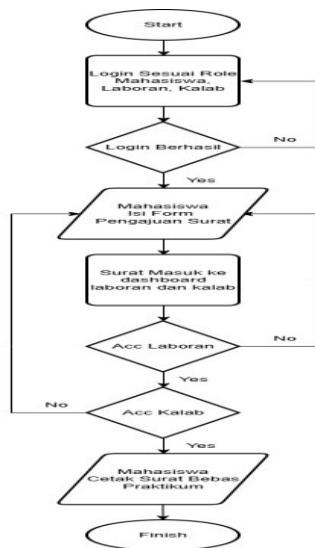 Start
Login Sesuai Role
Mahasiswa,
Laboran, Kalab
Login Berhasil
No
Yes
Mahasiswa
Isi Form
Pengajuan Surat
Surat Masuk ke
dashboard
laboran dan kalab
Acc Laboran
Yes
No
Acc Kalab
Yes
Mahasiswa
Cetak Surat Bebas
Praktikum
Finish